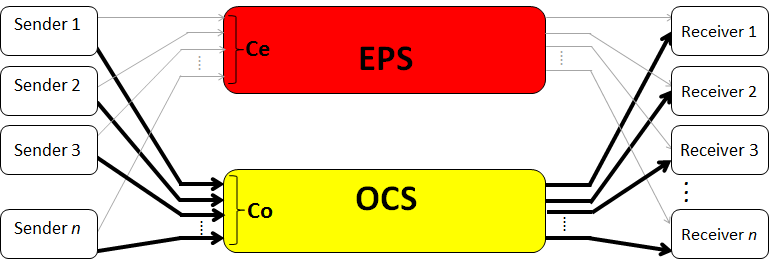 Sender 1
Sender 2
Sender 3
Sender n
Ce
EPS
Co
OCS
Receiver 1
Receiver 2
Receiver 3
Receiver n